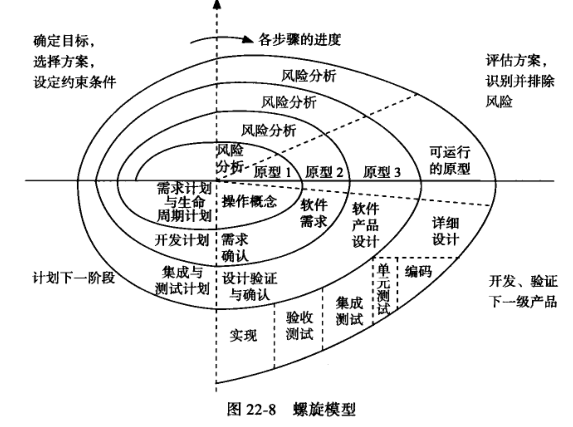 确定目标，
选择方案，
设定约束条件
各步骤的进度
评估方案，
识别并排除
风险
风险分析
风险分析
风险分析
风险
分析
原型 1
原型 2
原型 3
可运行
的原型
需求计划
与生命
周期计划
操作概念
软件
需求
软件
产品
设计
详细
设计
开发计划
需求
确认
计划下一阶段
集成与
测试计划
设计验证
与确认
单
元
测
试
编码
开发、验证
下一级产品
实现
验收
测试
集成
测试
图 22-8 螺旋模型